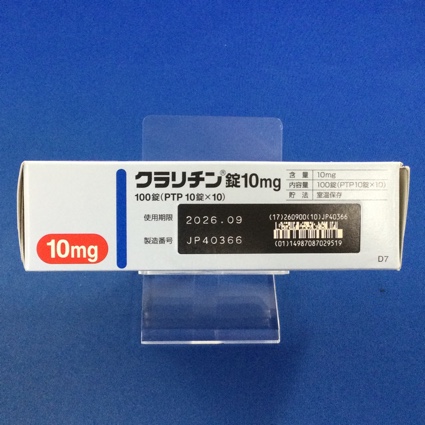 クラリチン®錠10mg
100錠(PTP10錠×10)
含 量 10mg
内容量 100錠(PTP10錠×10)
貯 法 室温保存
使用期限 2026.09
製造番号 JP40366
(17)260900(10)JP40366
(01)14987087029519
10mg
D7